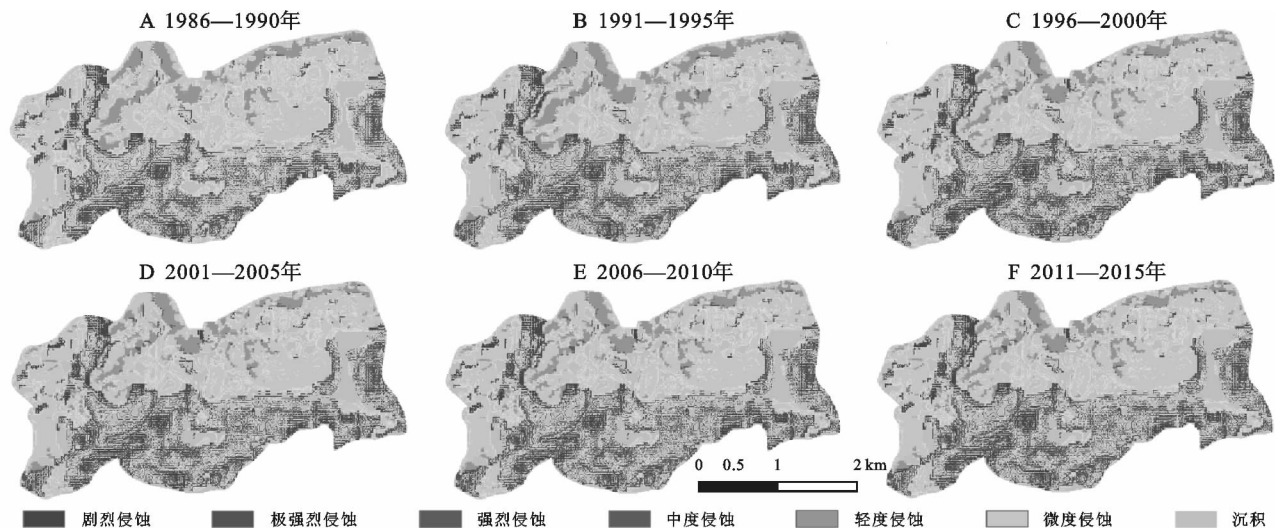 A 1986—1990年
B 1991—1995年
C 1996—2000年
D 2001—2005年
E 2006—2010年
F 2011—2015年
0 0.5 1 2 km
剧烈侵蚀 极强烈侵蚀 强烈侵蚀 中度侵蚀 轻度侵蚀 微度侵蚀 沉积